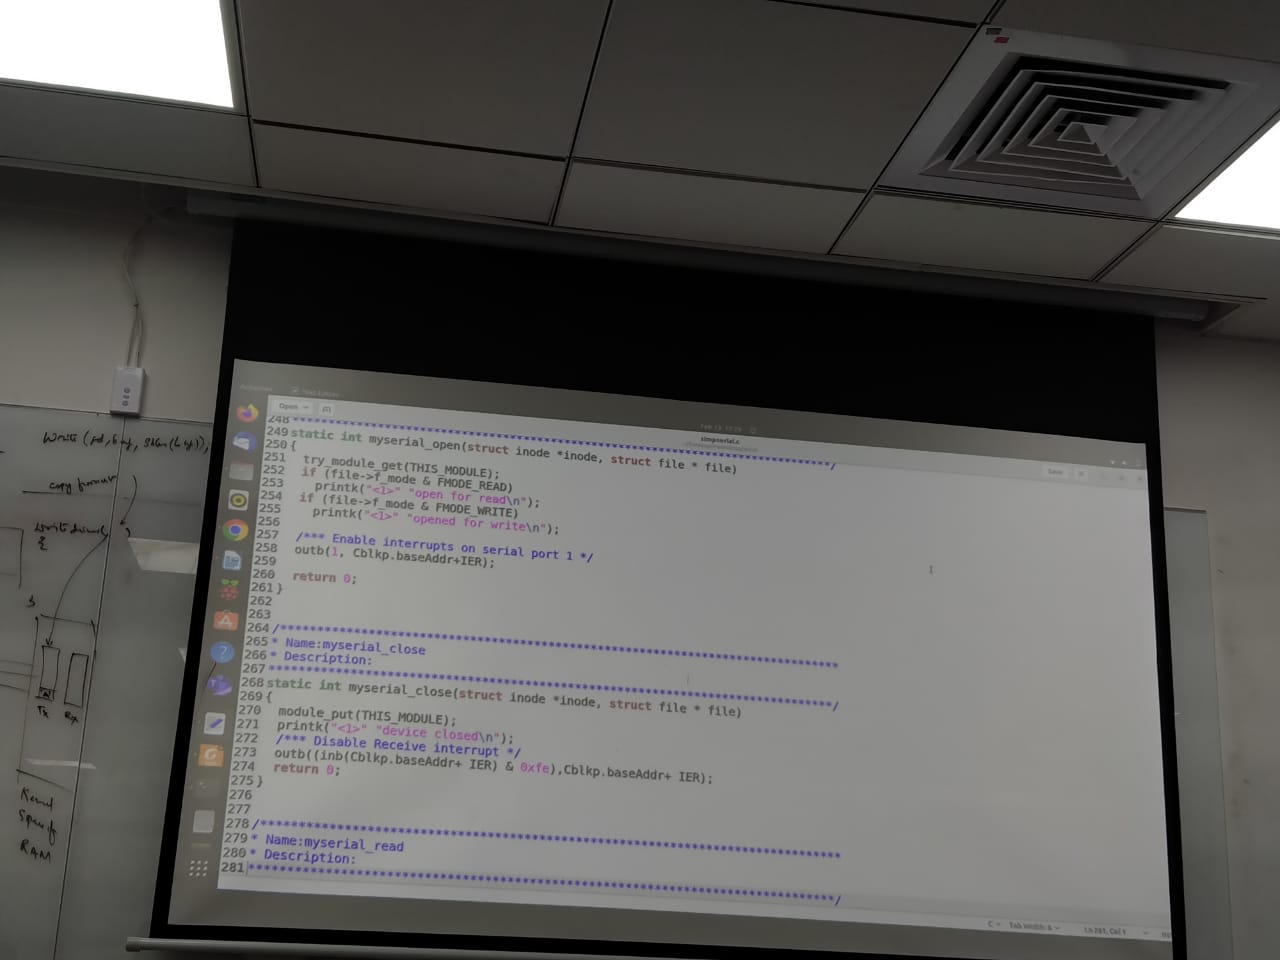 Write (fd, buf, strlen(buf)),
{
Tx Rx
Kernel
Space of
RAM
Activities Text Editor
Feb 13
Open
simpserial.c
Save
248 **********************************************************************/
249 static int myserial_open(struct inode *inode, struct file * file)
250 {
251 try_module_get(THIS_MODULE);
252 if (file->f_mode & FMODE_READ)
253 printk("<1>" "open for read\n");
254 if (file->f_mode & FMODE_WRITE)
255 printk("<1>" "opened for write\n");
256
257 /*** Enable interrupts on serial port 1 */
258 outb(1, Cblkp.baseAddr+IER);
259
260 return 0;
261 }
262
263
264 /**********************************************************************
265 * Name:myserial_close
266 * Description:
267 **********************************************************************/
268 static int myserial_close(struct inode *inode, struct file * file)
269 {
270 module_put(THIS_MODULE);
271 printk("<1>" "device closed\n");
272 /*** Disable Receive interrupt */
273 outb((inb(Cblkp.baseAddr+ IER) & 0xfe),Cblkp.baseAddr+ IER);
274 return 0;
275 }
276
277
278 /**********************************************************************
279 * Name:myserial_read
280 * Description:
281 **********************************************************************/
C Tab Width: 8 Ln 281, Col 1